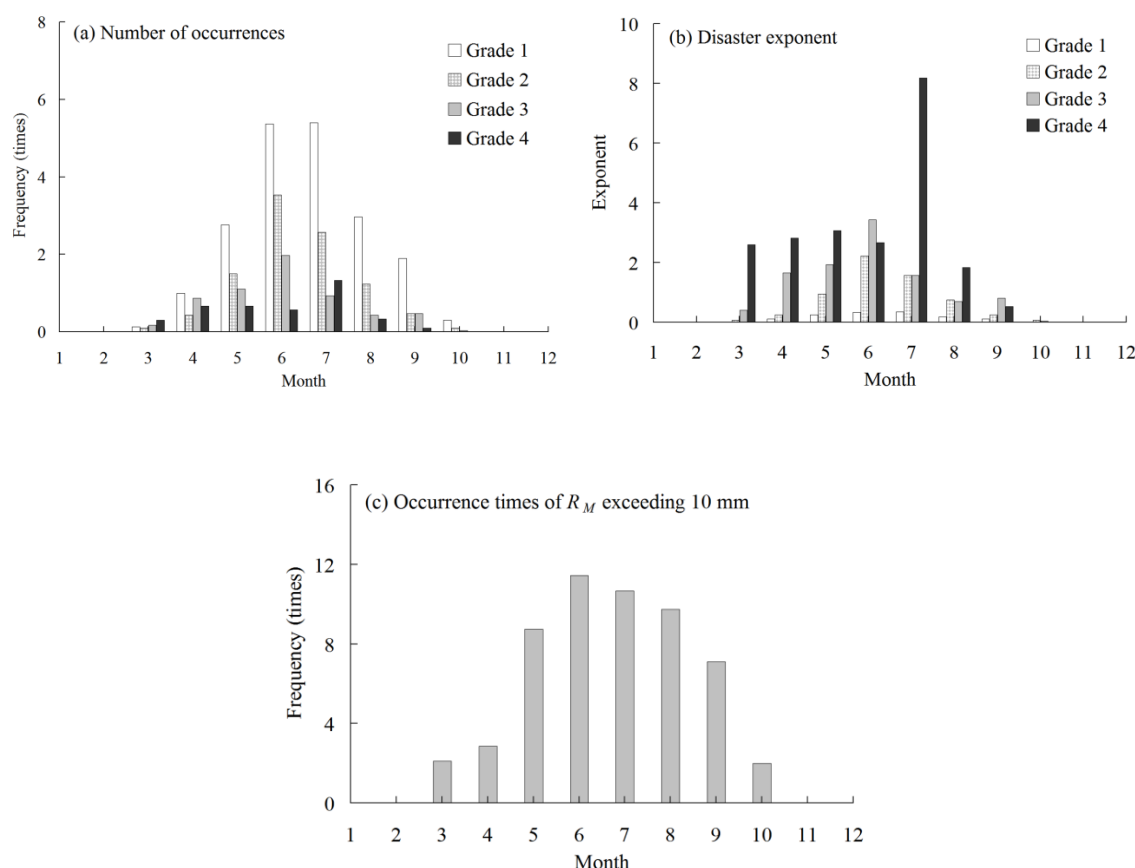 (a) Number of occurrences
Grade 1
Grade 2
Grade 3
Grade 4
Frequency (times)
8
6
4
2
0
1 2 3 4 5 6 7 8 9 10 11 12
Month
(b) Disaster exponent
Grade 1
Grade 2
Grade 3
Grade 4
Exponent
10
8
6
4
2
0
1 2 3 4 5 6 7 8 9 10 11 12
Month
(c) Occurrence times of R_M exceeding 10 mm
Frequency (times)
16
12
8
4
0
1 2 3 4 5 6 7 8 9 10 11 12
Month